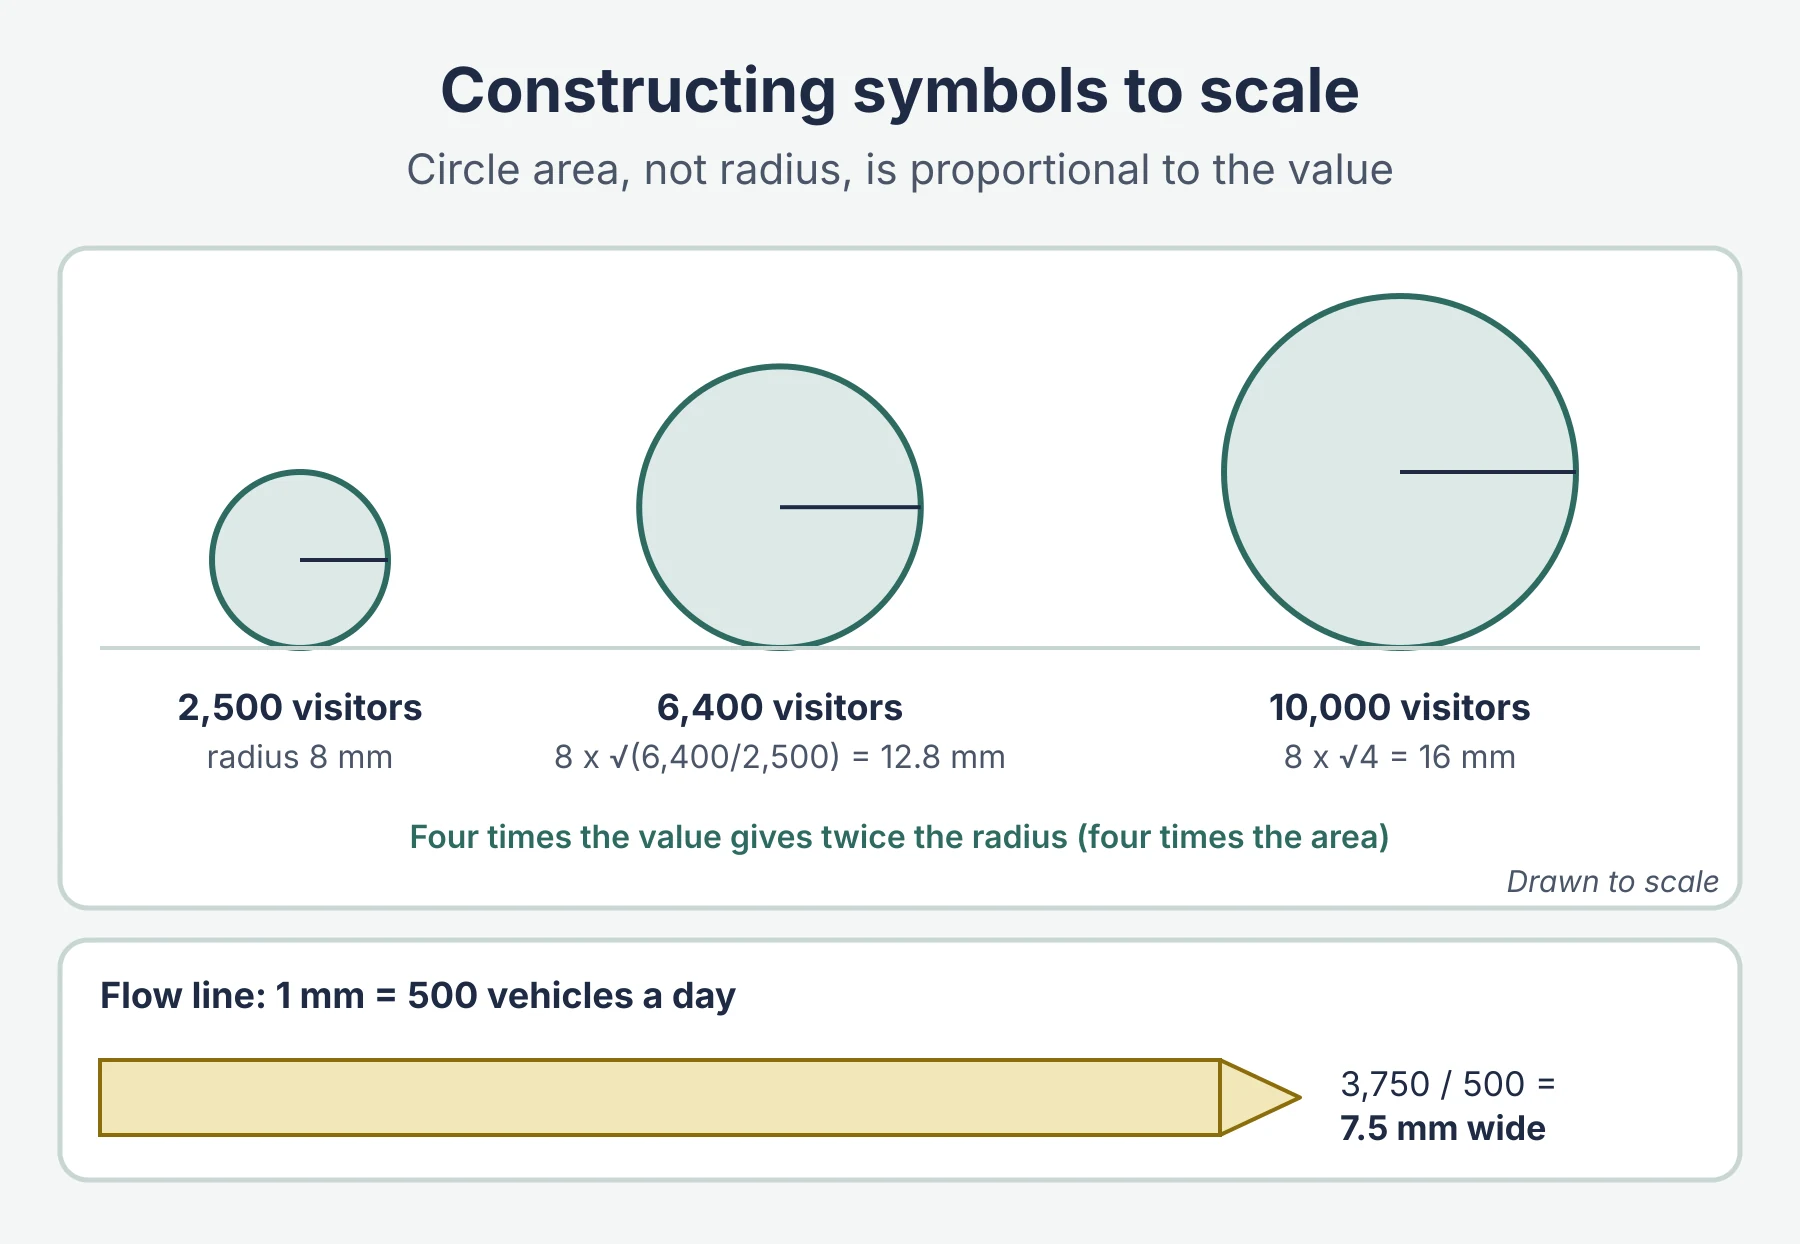 Constructing symbols to scale
Circle area, not radius, is proportional to the value
2,500 visitors
radius 8 mm
6,400 visitors
8 x √(6,400/2,500) = 12.8 mm
10,000 visitors
8 x √4 = 16 mm
Four times the value gives twice the radius (four times the area)
Drawn to scale
Flow line: 1 mm = 500 vehicles a day
3,750 / 500 =
7.5 mm wide